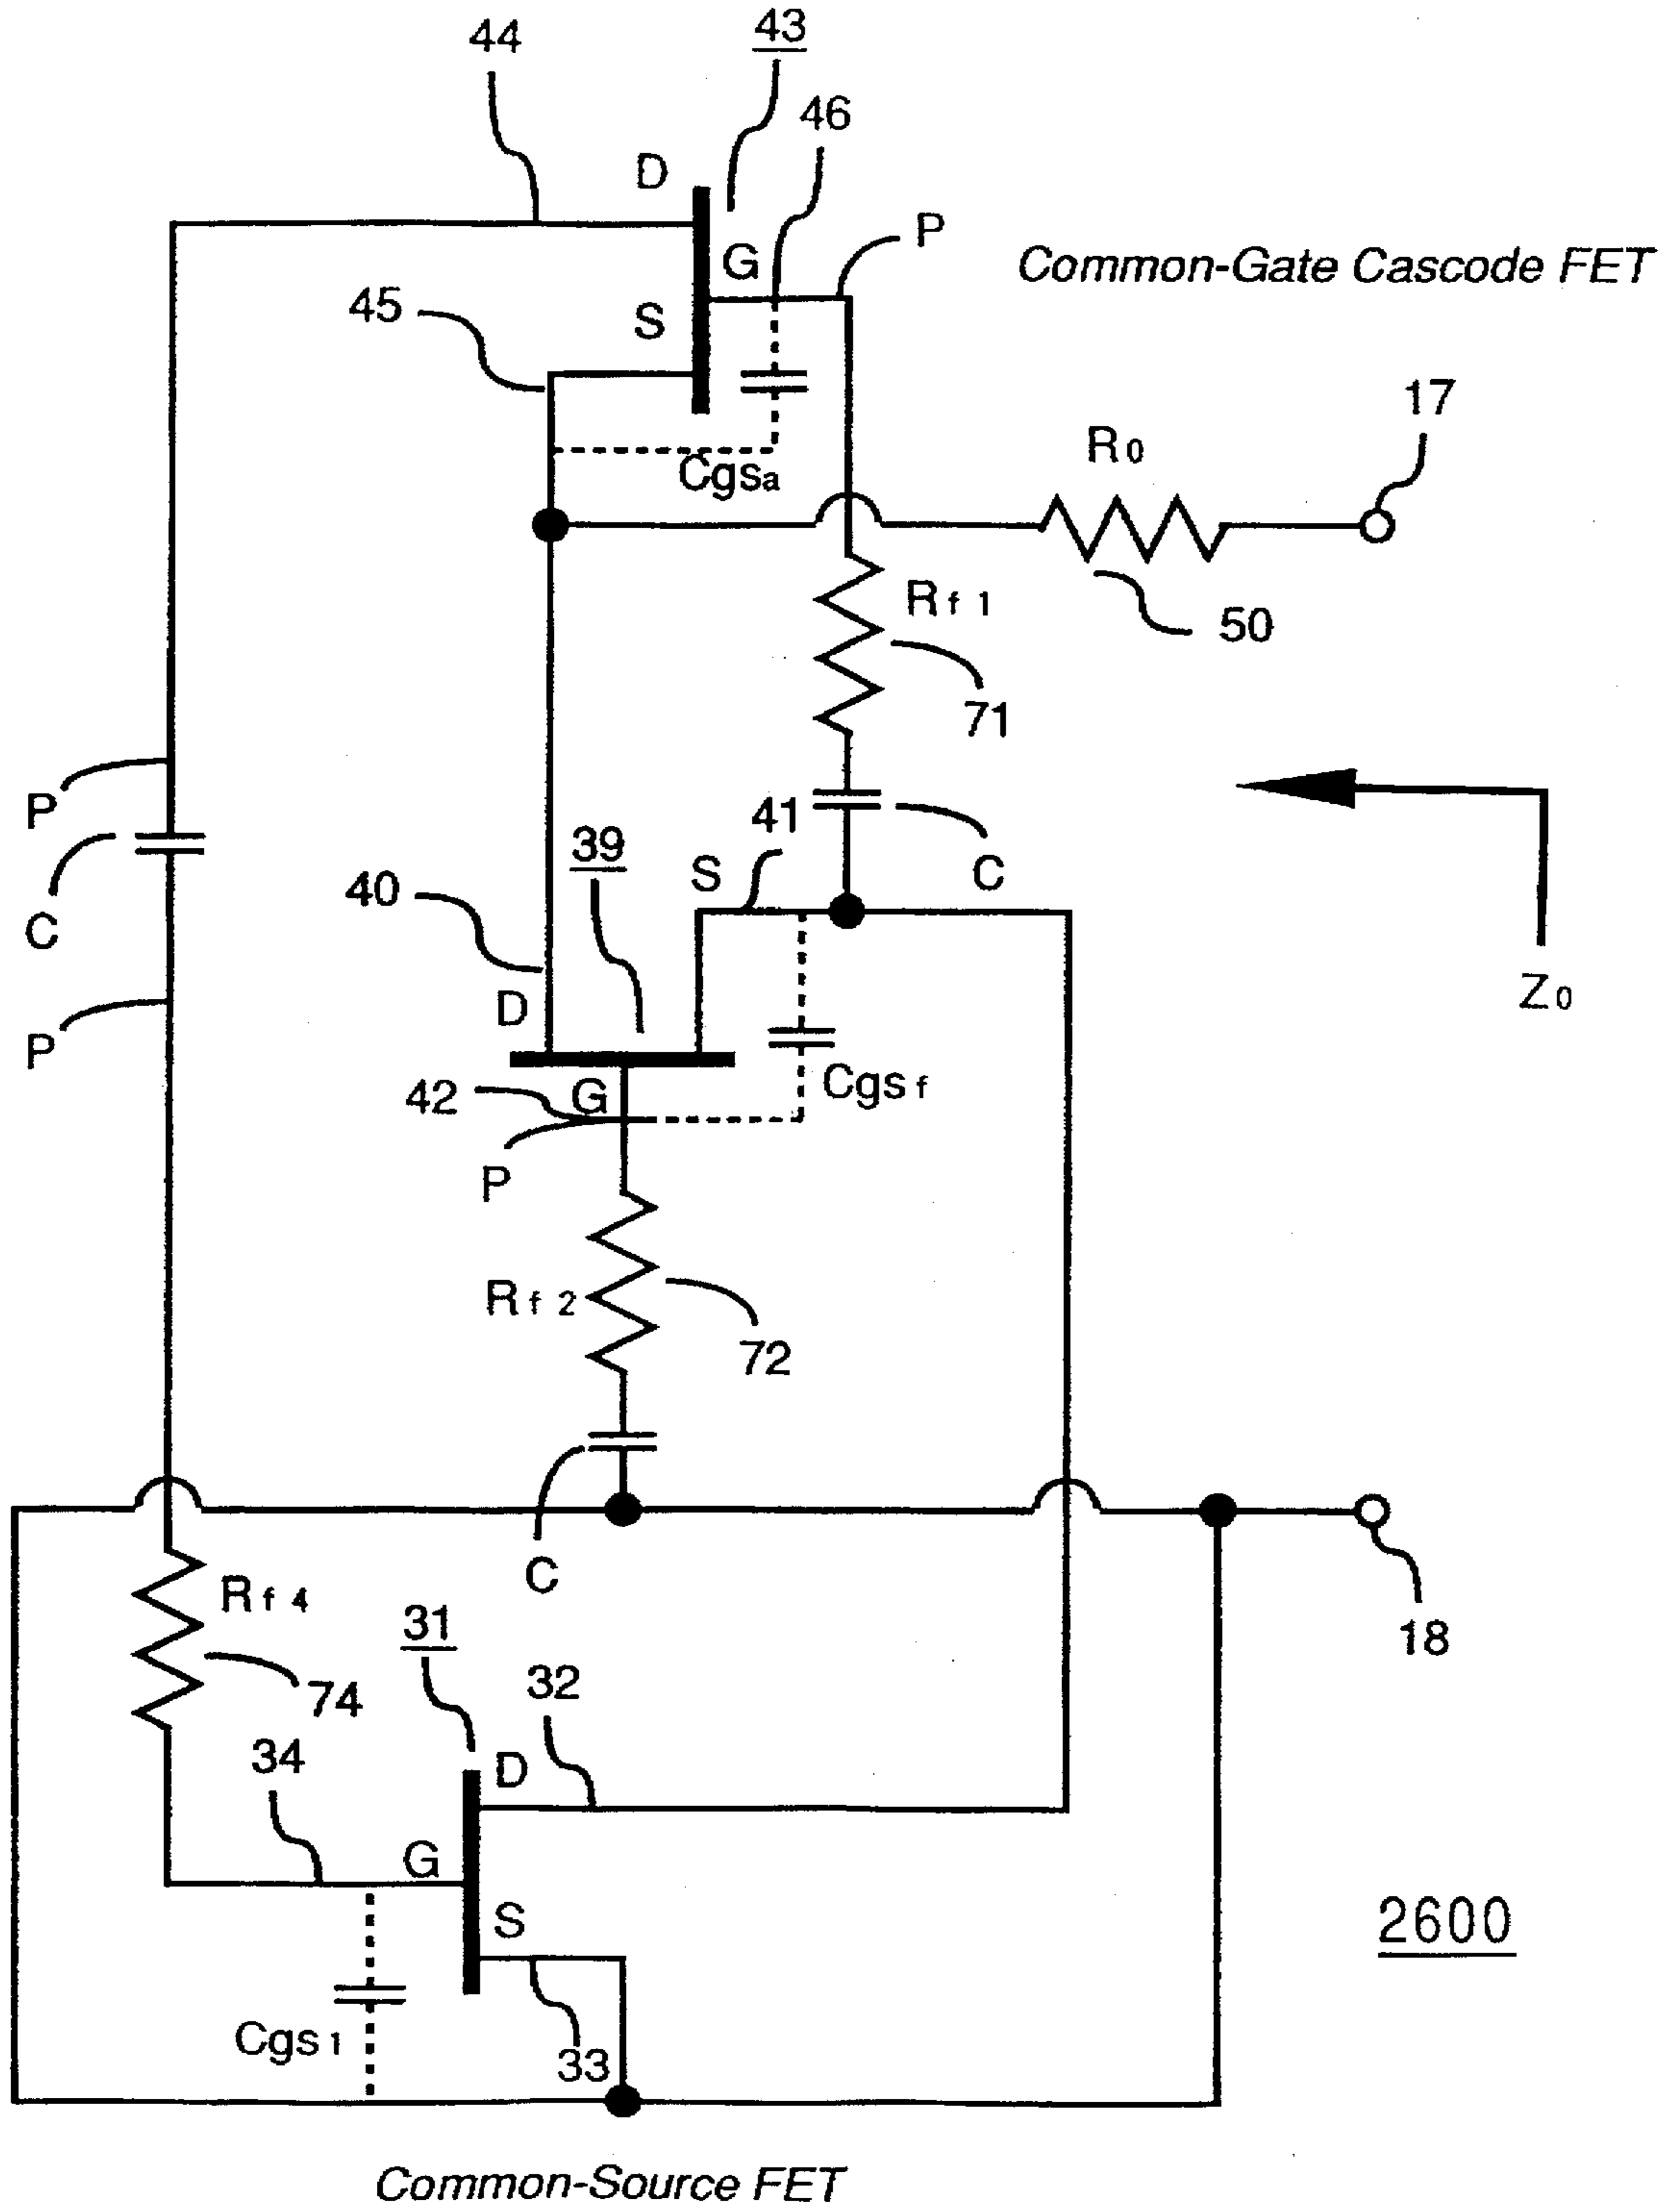 44
43
46
D
P
G
Common-Gate Cascode FET
45
S
17
R0
Cgsa
Rf1
50
71
P
41
39
S
C
40
C
D
Z0
P
42
G
Cgsf
P
Rf2
72
C
Rf4
31
18
74
32
34
D
G
S
2600
Cgs1
33
Common-Source FET